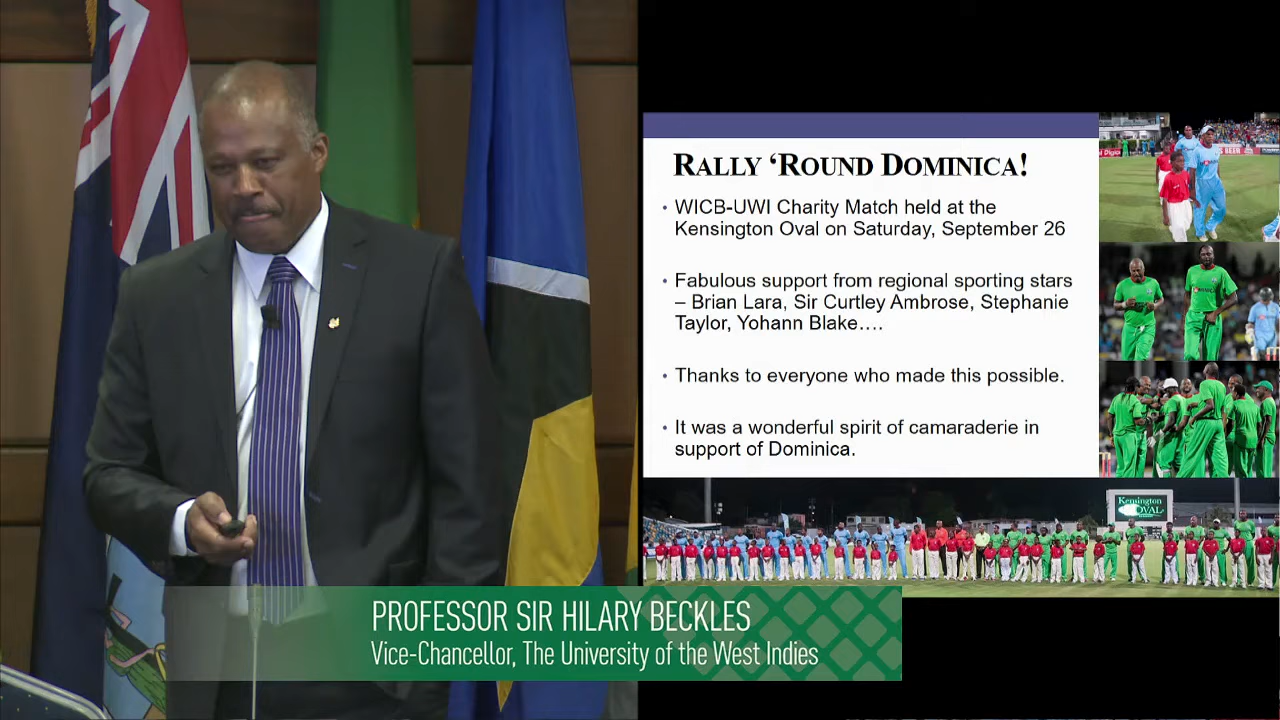 RALLY ‘ROUND DOMINICA!
• WICB-UWI Charity Match held at the
Kensington Oval on Saturday, September 26
• Fabulous support from regional sporting stars
– Brian Lara, Sir Curtley Ambrose, Stephanie
Taylor, Yohann Blake….
• Thanks to everyone who made this possible.
• It was a wonderful spirit of camaraderie in
support of Dominica.
Kensington
OVAL
PROFESSOR SIR HILARY BECKLES
Vice-Chancellor, The University of the West Indies